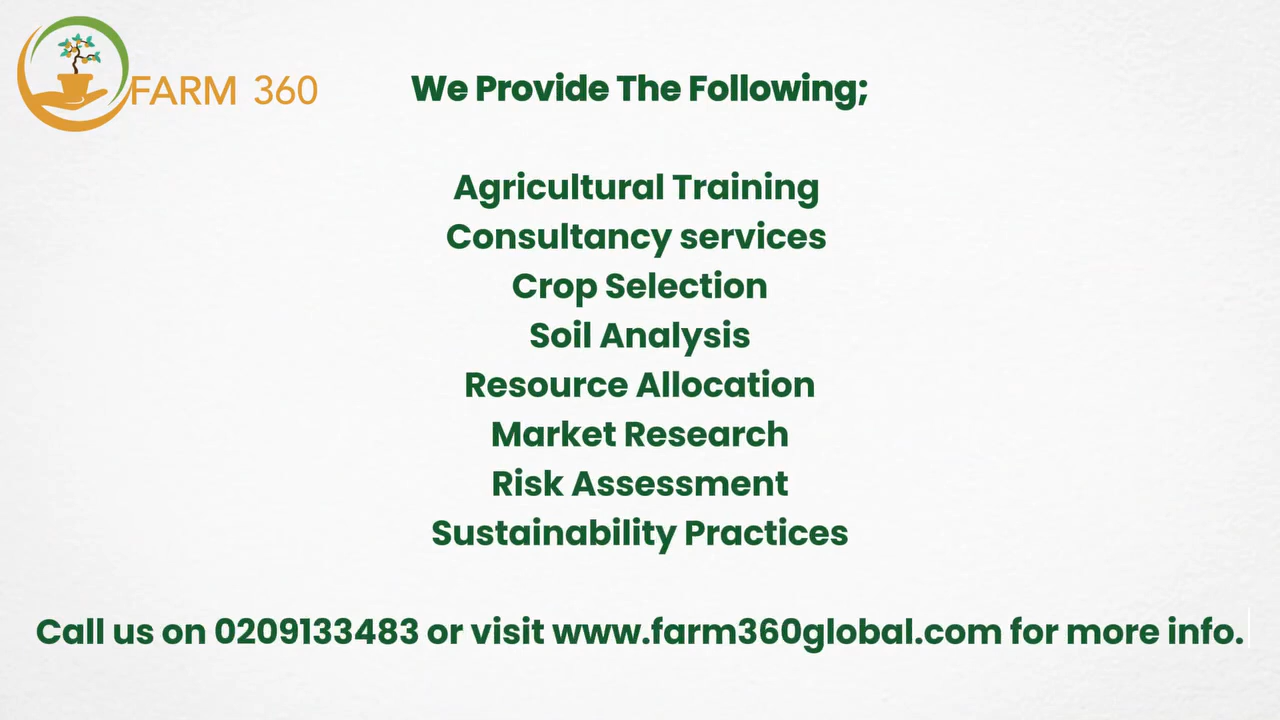 FARM 360
We Provide The Following;
Agricultural Training
Consultancy services
Crop Selection
Soil Analysis
Resource Allocation
Market Research
Risk Assessment
Sustainability Practices
Call us on 0209133483 or visit www.farm360global.com for more info.